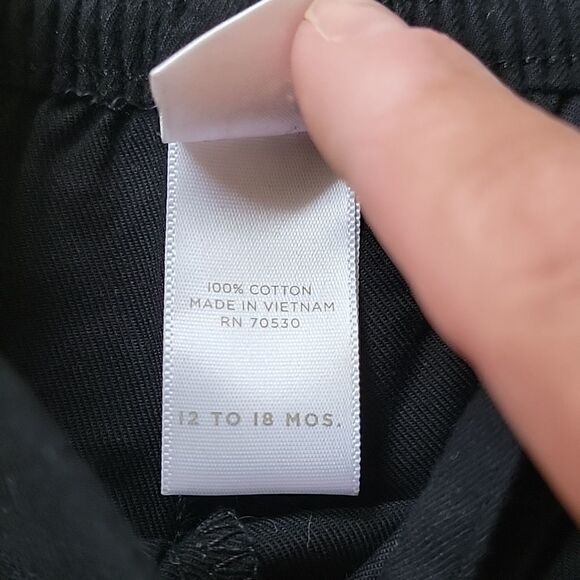 100% COTTON
MADE IN VIETNAM
RN 70530
12 TO 18 MOS.